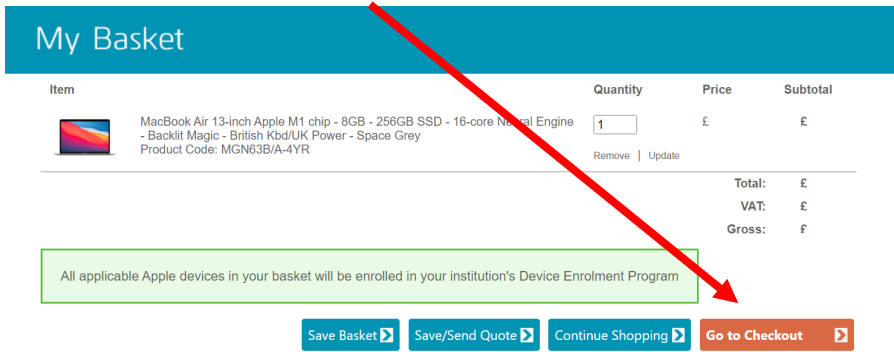 My Basket
Item Quantity Price Subtotal
MacBook Air 13-inch Apple M1 chip - 8GB - 256GB SSD - 16-core Neural Engine 1 £ £
- Backlit Magic - British Kbd/UK Power - Space Grey
Product Code: MGN63B/A-4YR
Remove | Update
Total: £
VAT: £
Gross: £
All applicable Apple devices in your basket will be enrolled in your institution's Device Enrolment Program
Save Basket Save/Send Quote Continue Shopping Go to Checkout